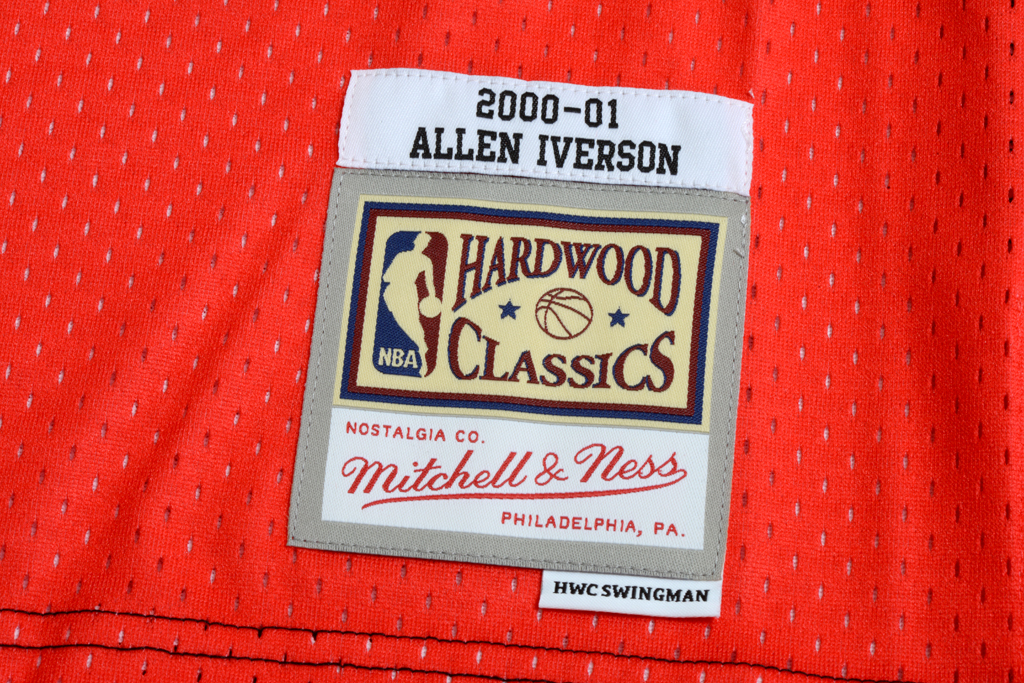 2000-01
ALLEN IVERSON
HARDWOOD
CLASSICS
NBA
NOSTALGIA CO.
Mitchell & Ness
PHILADELPHIA, PA.
HWC SWINGMAN